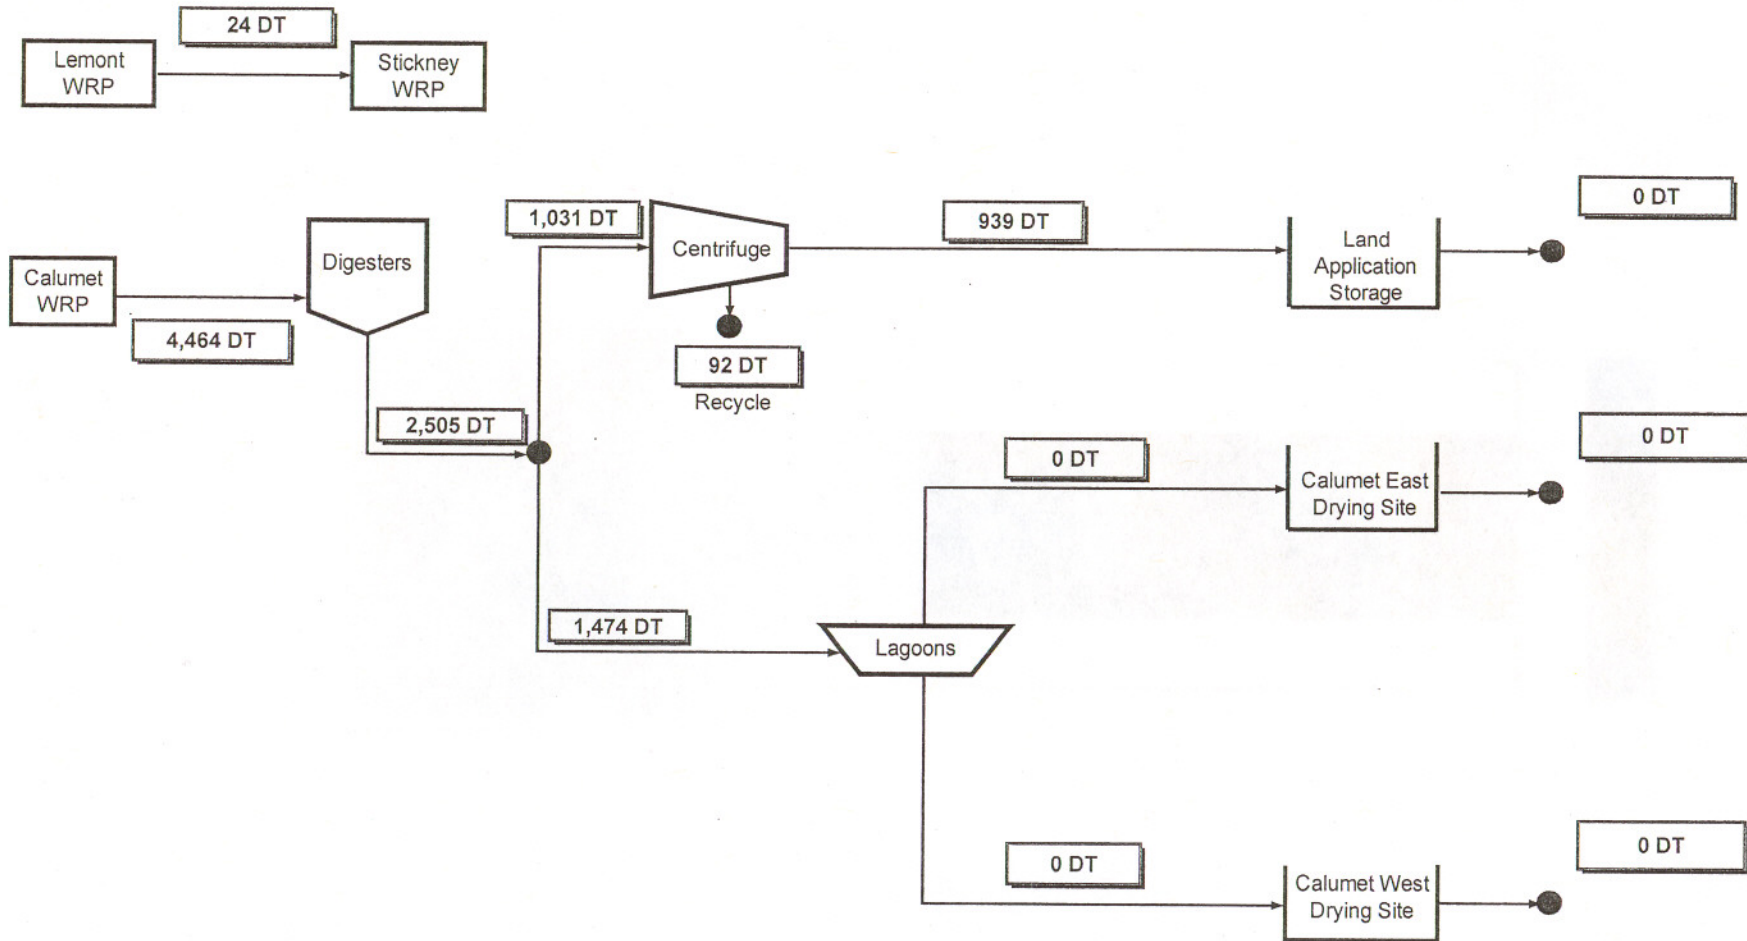 24 DT
Lemont
WRP
Stickney
WRP
0 DT
1,031 DT
939 DT
Centrifuge
Land
Application
Storage
Digesters
Calumet
WRP
4,464 DT
92 DT
Recycle
2,505 DT
0 DT
0 DT
Calumet East
Drying Site
1,474 DT
Lagoons
0 DT
0 DT
Calumet West
Drying Site